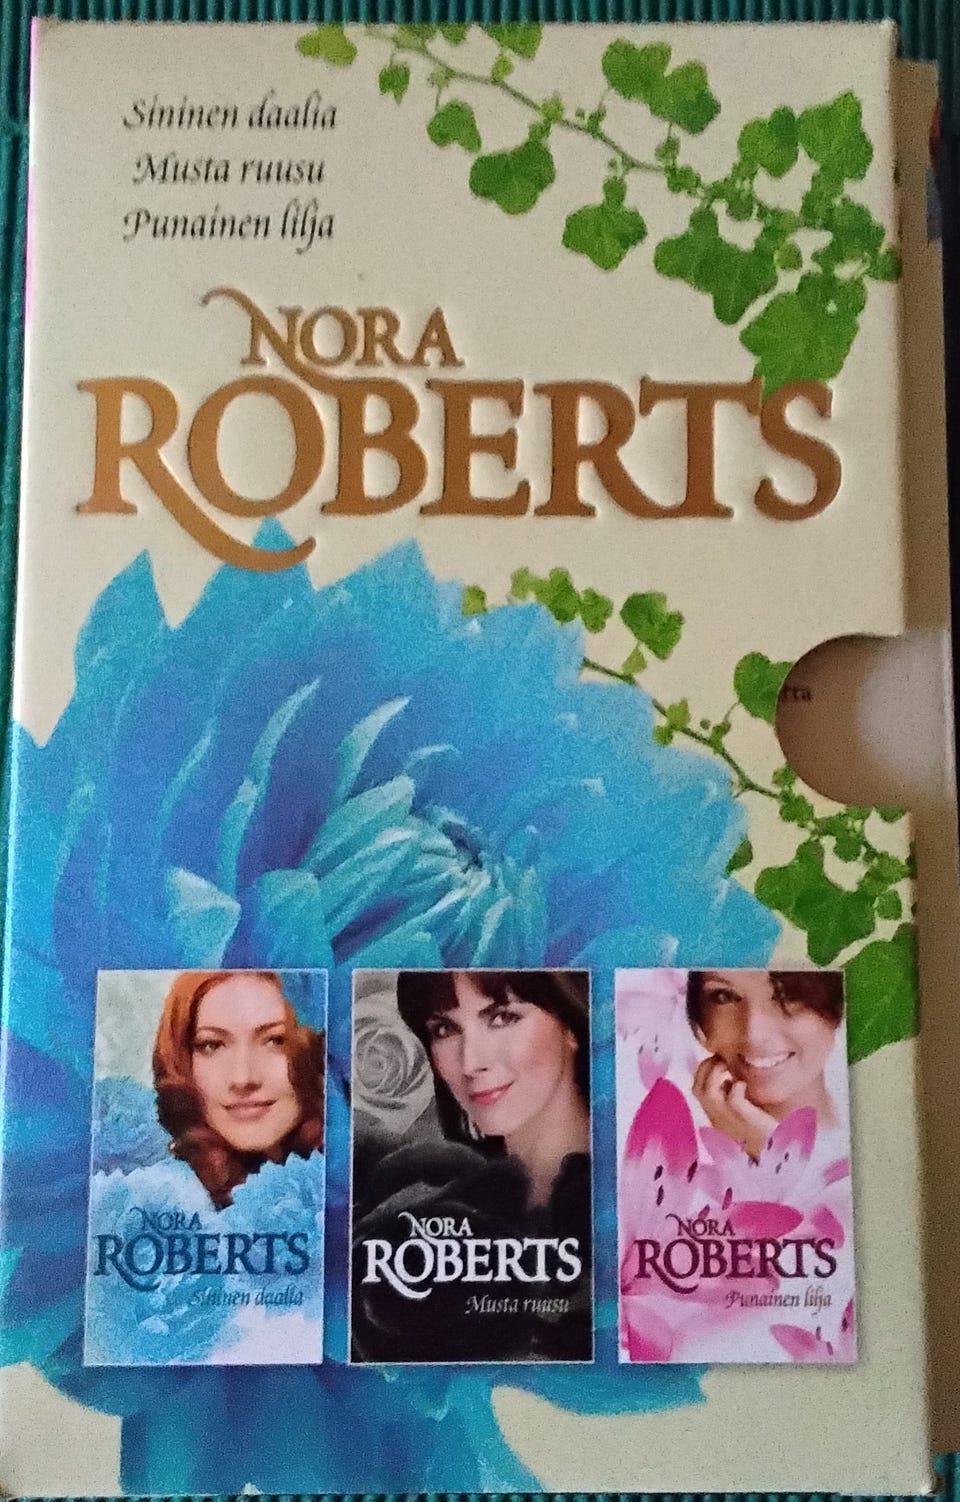 Sininen daalia
Musta ruusu
Punainen lilja
NORA
ROBERTS
NORA
ROBERTS
Sininen daalia
NORA
ROBERTS
Musta ruusu
NORA
ROBERTS
Punainen lilja